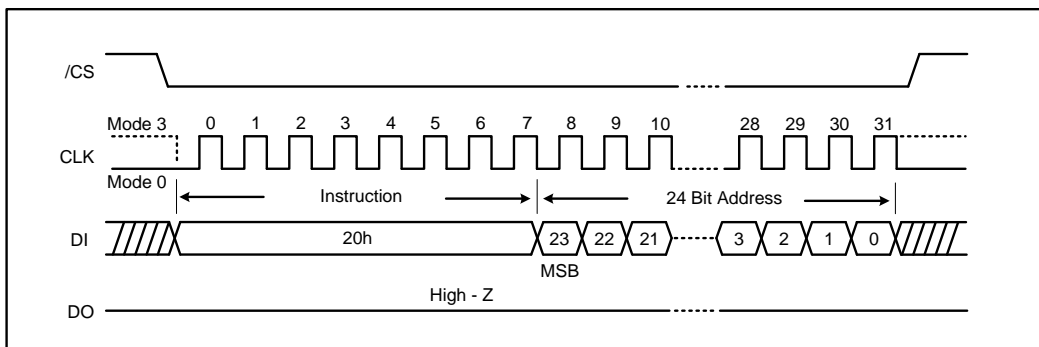 /CS
Mode 3 0 1 2 3 4 5 6 7 8 9 10 28 29 30 31
CLK
Mode 0
Instruction 24 Bit Address
DI 20h 23 22 21 3 2 1 0
MSB
High - Z
DO